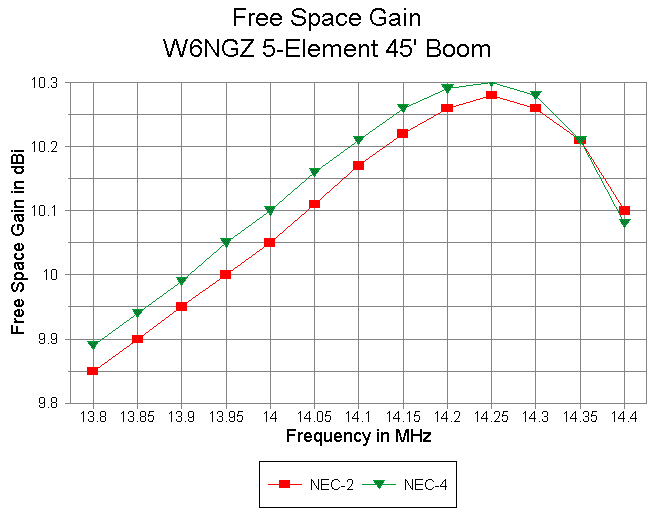 Free Space Gain
W6NGZ 5-Element 45' Boom
10.3
10.2
10.1
10
9.9
9.8
Free Space Gain in dBi
13.8 13.85 13.9 13.95 14 14.05 14.1 14.15 14.2 14.25 14.3 14.35 14.4
Frequency in MHz
NEC-2 NEC-4